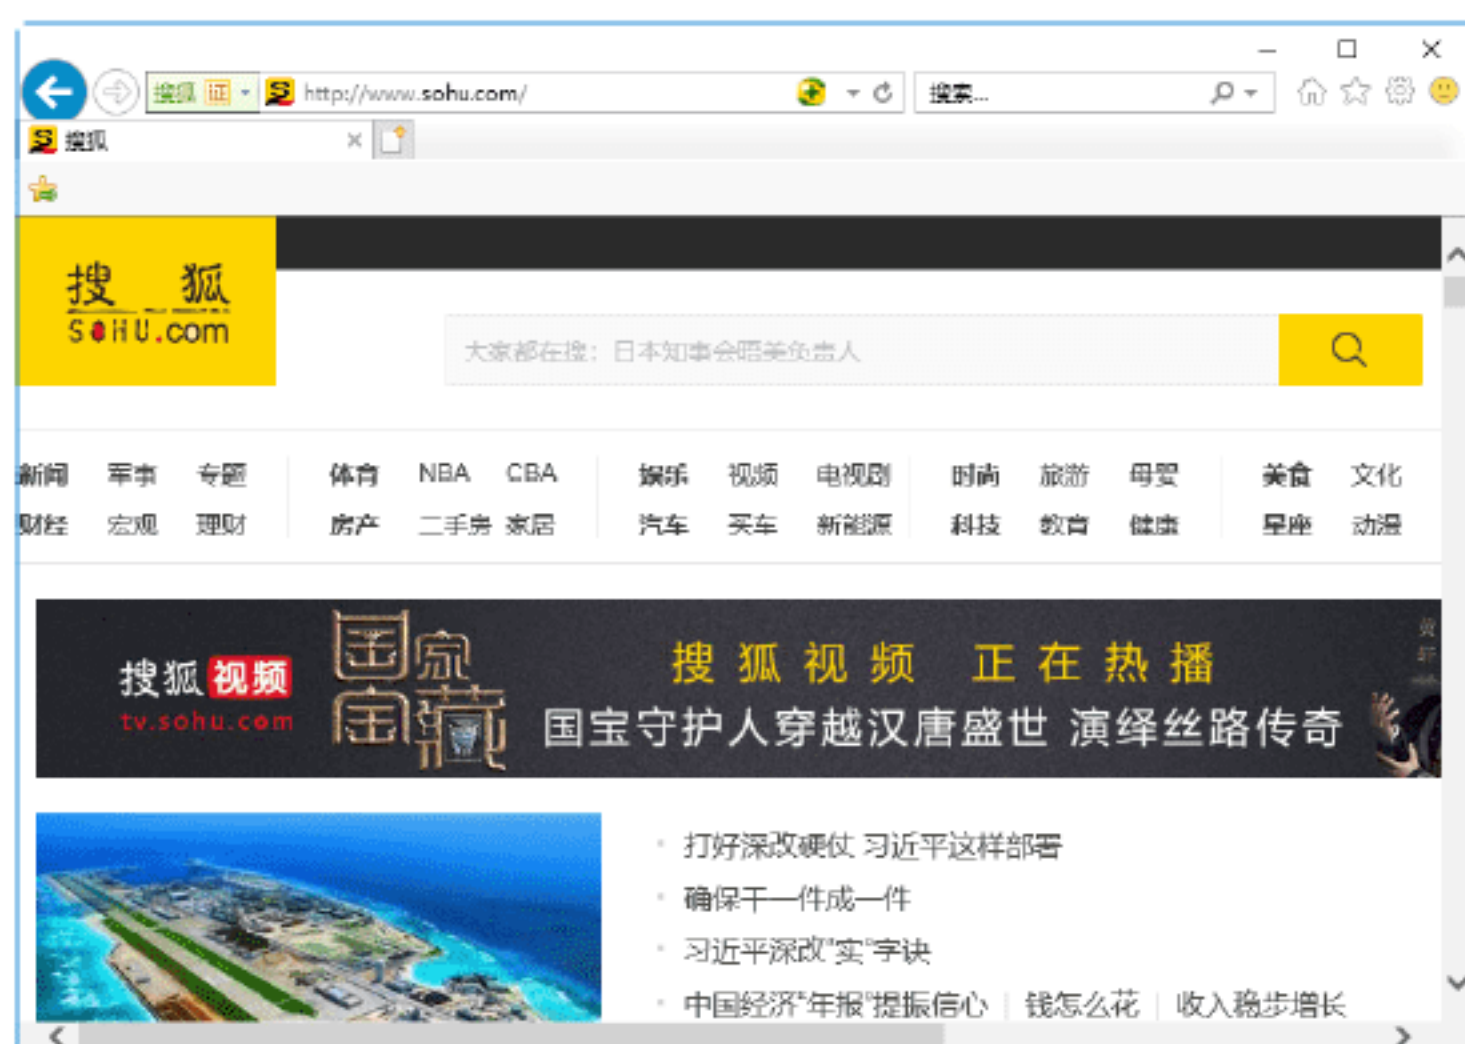 搜狐 证 http://www.sohu.com/ 搜索...
搜狐
搜 狐
SOHU.com
大家都在搜：日本知事会晤美负责人
新闻 军事 专题 体育 NBA CBA 娱乐 视频 电视剧 时尚 旅游 母婴 美食 文化
财经 宏观 理财 房产 二手房 家居 汽车 买车 新能源 科技 教育 健康 星座 动漫
搜狐视频
tv.sohu.com
国家宝藏
搜狐视频 正在热播
国宝守护人穿越汉唐盛世 演绎丝路传奇
打好深改硬仗 习近平这样部署
确保干一件成一件
习近平深改"实"字诀
中国经济"年报"提振信心 | 钱怎么花 | 收入稳步增长